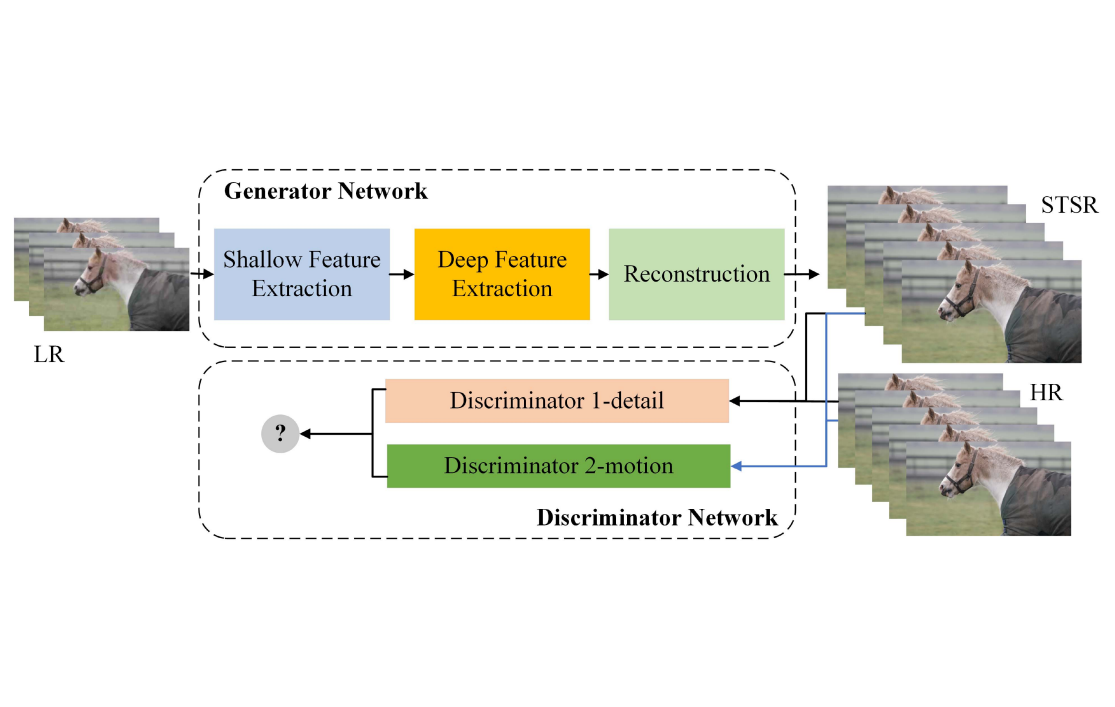 Generator Network
STSR
Shallow Feature
Extraction
Deep Feature
Extraction
Reconstruction
LR
Discriminator 1-detail
HR
?
Discriminator 2-motion
Discriminator Network